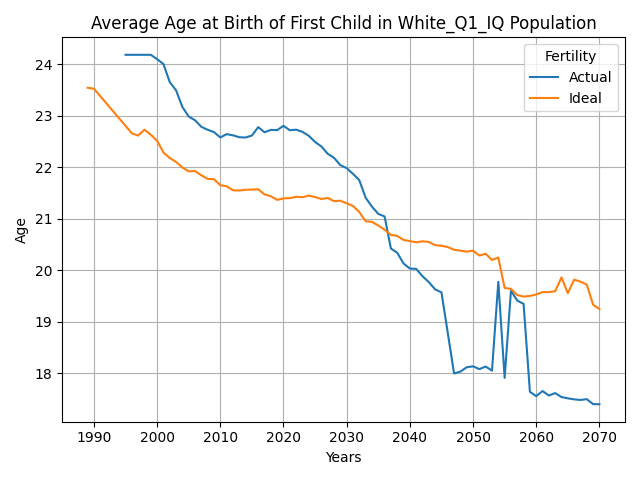 Average Age at Birth of First Child in White_Q1_IQ Population
Fertility
Actual
Ideal
24
23
22
21
20
19
18
Age
1990 2000 2010 2020 2030 2040 2050 2060 2070
Years